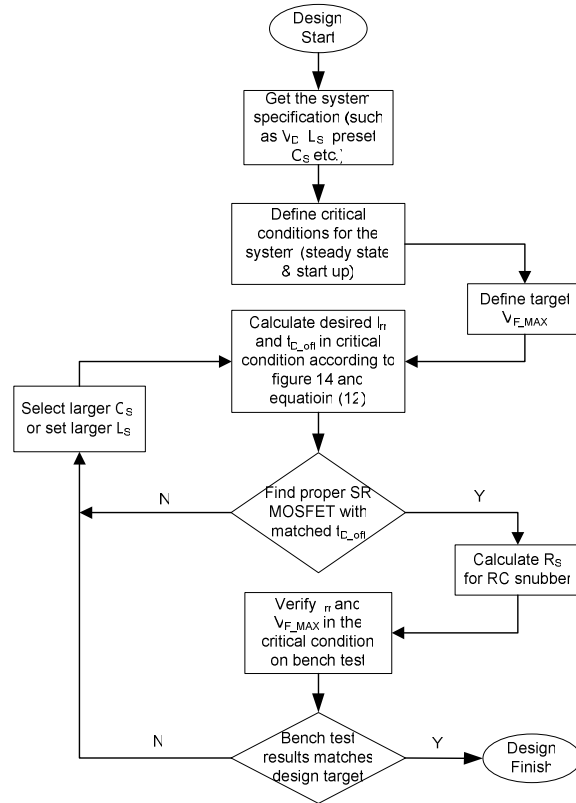 Design
Start
Get the system
specification (such
as V_D, L_S, preset
C_S etc.)
Define critical
conditions for the
system (steady state
& start up)
Define target
V_F_MAX
Calculate desired I_rr
and t_D_off in critical
condition according to
figure 14 and
equatioin (12)
Select larger C_S
or set larger L_S
Find proper SR
MOSFET with
matched t_D_off
N
Y
Calculate R_S
for RC snubber
Verify I_rr and
V_F_MAX in the
critical condition
on bench test
Bench test
results matches
design target
N
Y
Design
Finish